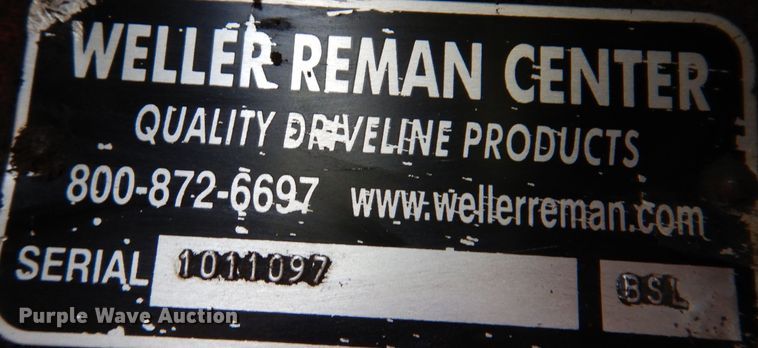 WELLER REMAN CENTER
QUALITY DRIVELINE PRODUCTS
800-872-6697 www.wellerreman.com
SERIAL 1011097 BSL
Purple Wave Auction